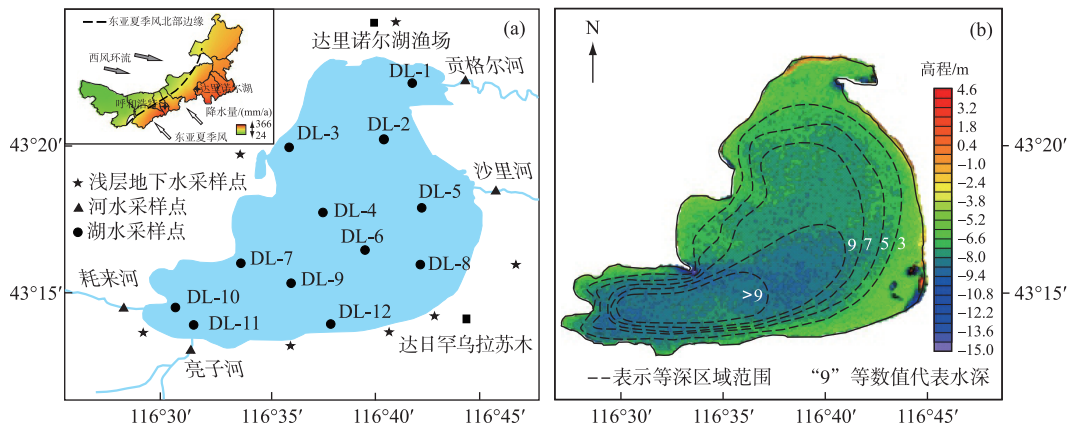 东亚夏季风北部边缘
西风环流
呼和浩特
达里诺尔湖
降水量/(mm/a)
366
24
东亚夏季风
(a)
达里诺尔湖渔场
贡格尔河
DL-1
DL-2
DL-3
43°20′
沙里河
★ 浅层地下水采样点
▲ 河水采样点
● 湖水采样点
DL-5
DL-4
DL-6
DL-7
DL-8
DL-9
耗来河
43°15′
DL-10
DL-11
DL-12
达日罕乌拉苏木
亮子河
116°30′ 116°35′ 116°40′ 116°45′
(b)
N
高程/m
4.6
3.2
1.8
0.4
-1.0
-2.4
-3.8
-5.2
-6.6
-8.0
-9.4
-10.8
-12.2
-13.6
-15.0
43°20′
43°15′
9 7 5 3
>9
---表示等深区域范围 “9”等数值代表水深
116°30′ 116°35′ 116°40′ 116°45′